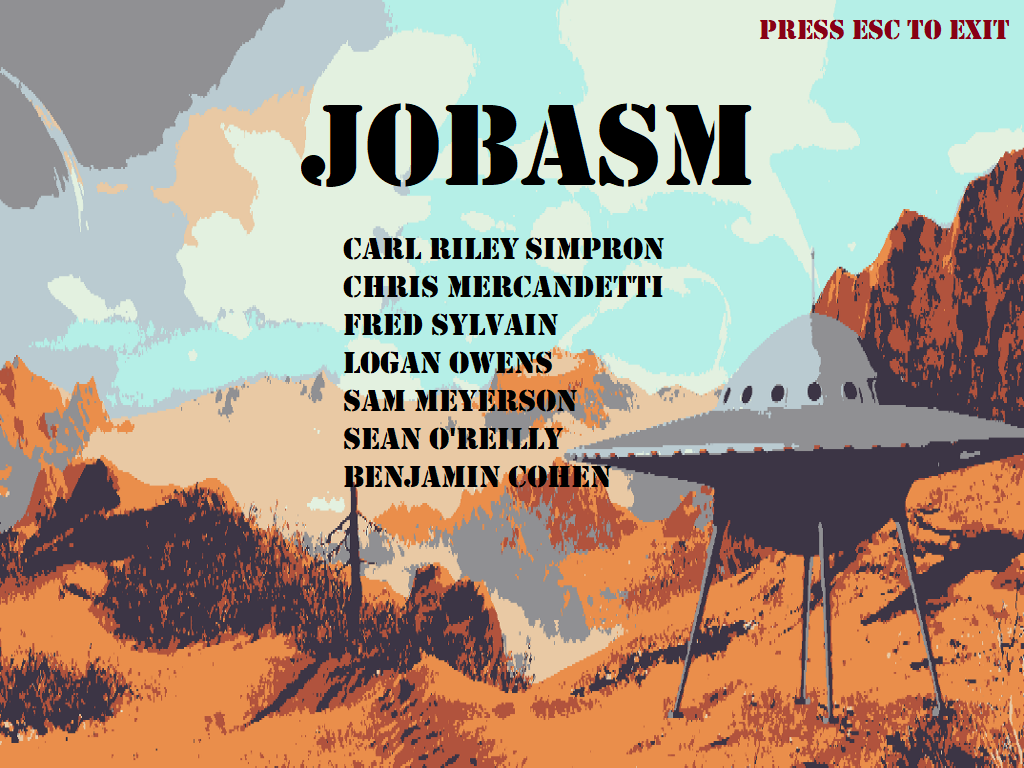 PRESS ESC TO EXIT
JOBASM
CARL RILEY SIMPRON
CHRIS MERCANDETTI
FRED SYLVAIN
LOGAN OWENS
SAM MEYERSON
SEAN O'REILLY
BENJAMIN COHEN